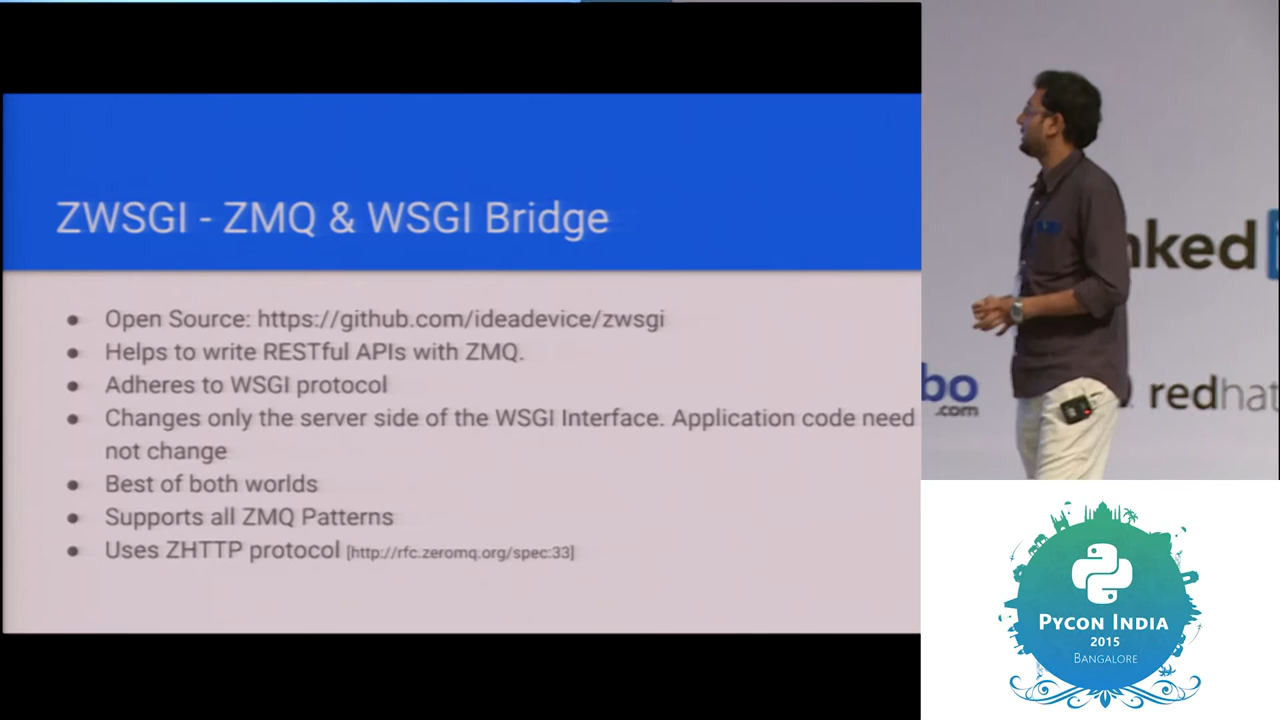 ZWSGI - ZMQ & WSGI Bridge
● Open Source: https://github.com/ideadevice/zwsgi
● Helps to write RESTful APIs with ZMQ.
● Adheres to WSGI protocol
● Changes only the server side of the WSGI Interface. Application code need
not change
● Best of both worlds
● Supports all ZMQ Patterns
● Uses ZHTTP protocol [http://rfc.zeromq.org/spec:33]
nked
bo
.com
redhat
PYCON INDIA
2015
BANGALORE